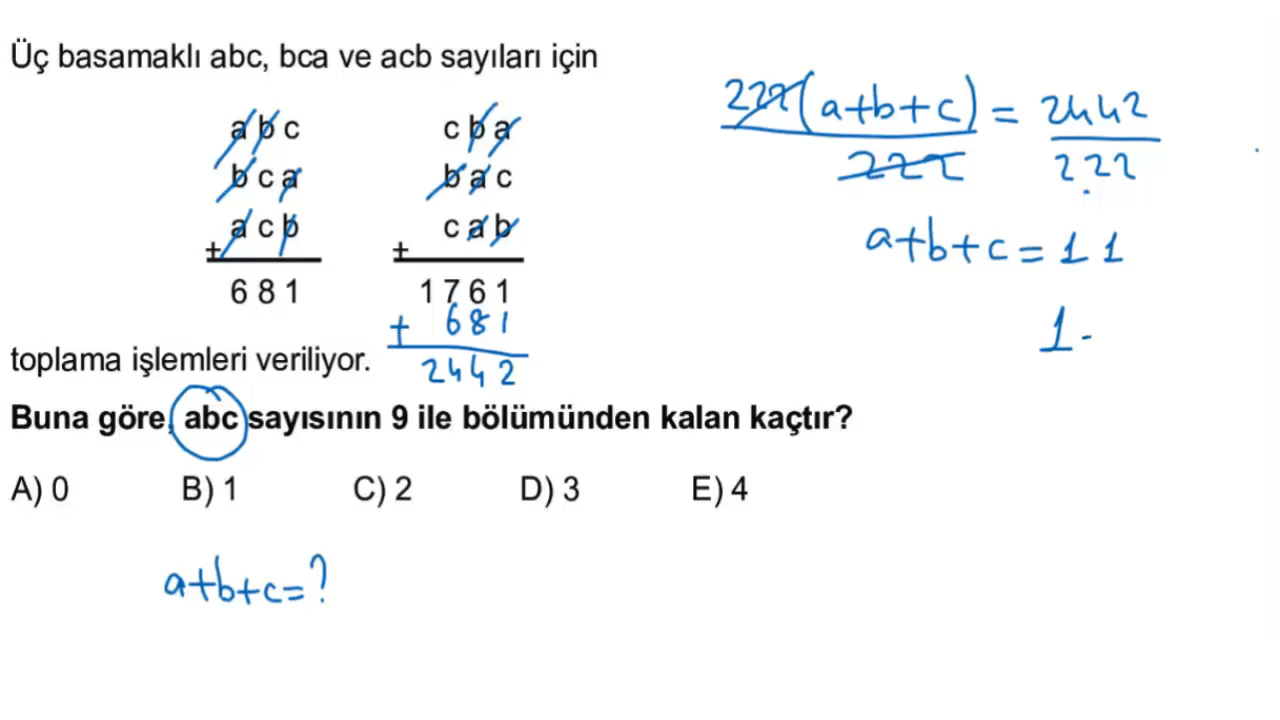 Üç basamaklı abc, bca ve acb sayıları için
abc
bca
+ acb
681
cba
bac
+ cab
1761
+ 681
2442
222(a+b+c) = 2442
222 222
a+b+c=11
1-
toplama işlemleri veriliyor.
Buna göre, abc sayısının 9 ile bölümünden kalan kaçtır?
A) 0 B) 1 C) 2 D) 3 E) 4
a+b+c=?